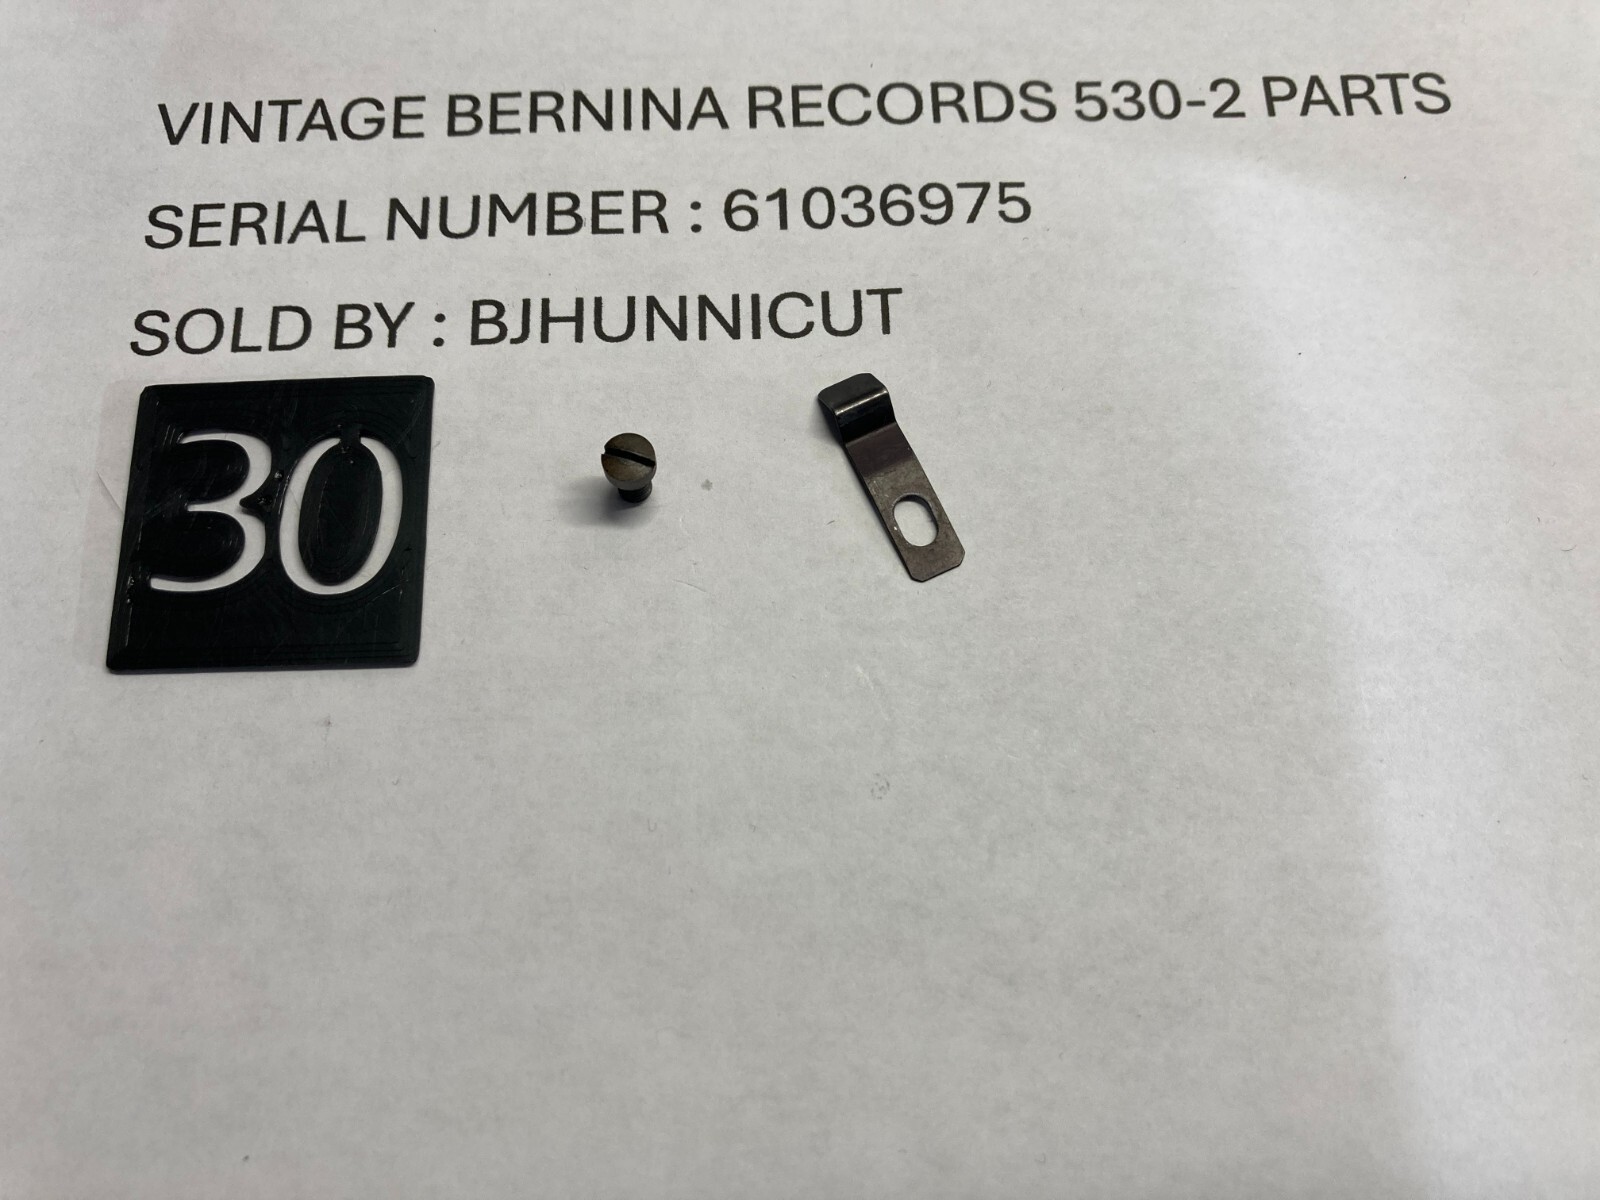 VINTAGE BERNINA RECORDS 530-2 PARTS
SERIAL NUMBER : 61036975
SOLD BY : BJHUNNICUT
30